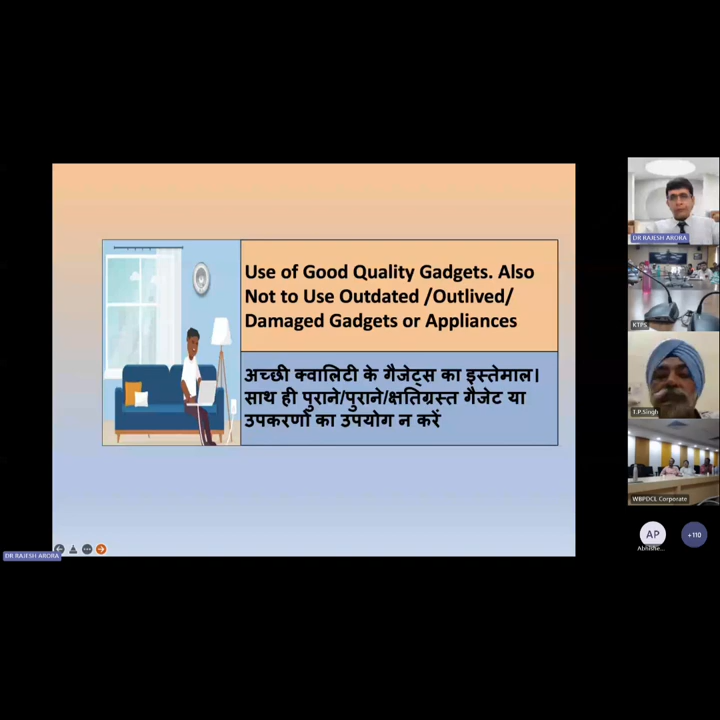 Use of Good Quality Gadgets. Also
Not to Use Outdated /Outlived/
Damaged Gadgets or Appliances
अच्छी क्वालिटी के गैजेट्स का इस्तेमाल।
साथ ही पुराने/पुराने/क्षतिग्रस्त गैजेट या
उपकरणों का उपयोग न करें
DR RAJESH ARORA
DR RAJESH ARORA
KTPS
T.P.Singh
WBPDCL Corporate
AP
Abhishe...
+110